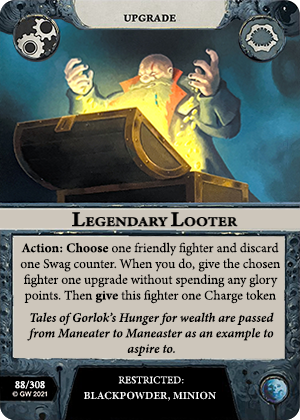 UPGRADE
LEGENDARY LOOTER
Action: Choose one friendly fighter and discard
one Swag counter. When you do, give the chosen
fighter one upgrade without spending any glory
points. Then give this fighter one Charge token
Tales of Gorlok's Hunger for wealth are passed
from Maneater to Maneaster as an example to
aspire to.
88/308
© GW 2021
RESTRICTED:
BLACKPOWDER, MINION